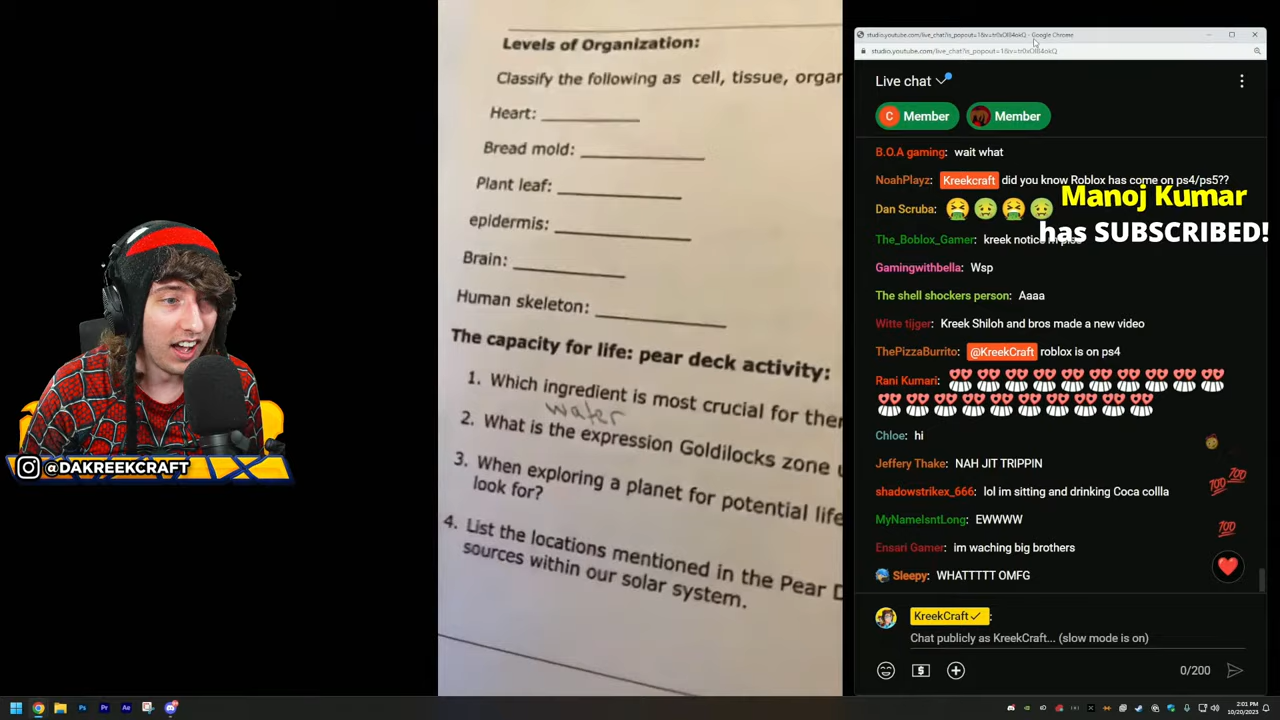 Levels of Organization:
Classify the following as cell, tissue, organ
Heart:
Bread mold:
Plant leaf:
epidermis:
Brain:
Human skeleton:
The capacity for life: pear deck activity:
1. Which ingredient is most crucial for ther
water
2. What is the expression Goldilocks zone
3. When exploring a planet for potential life
look for?
4. List the locations mentioned in the Pear D
sources within our solar system.
@DAKREEKCRAFT
Live chat
C Member
Member
B.O.A gaming: wait what
NoahPlayz: Kreekcraft did you know Roblox has come on ps4/ps5??
Manoj Kumar
has SUBSCRIBED!
Dan Scruba:
The_Boblox_Gamer: kreek notice
Gamingwithbella: Wsp
The shell shockers person: Aaaa
Witte tijger: Kreek Shiloh and bros made a new video
ThePizzaBurrito: @KreekCraft roblox is on ps4
Rani Kumari:
Chloe: hi
Jeffery Thake: NAH JIT TRIPPIN
shadowstrikex_666: lol im sitting and drinking Coca collla
MyNameIsntLong: EWWWW
Ensari Gamer: im waching big brothers
Sleepy: WHATTTTT OMFG
KreekCraft :
Chat publicly as KreekCraft... (slow mode is on)
0/200
2:01 PM
10/20/2023